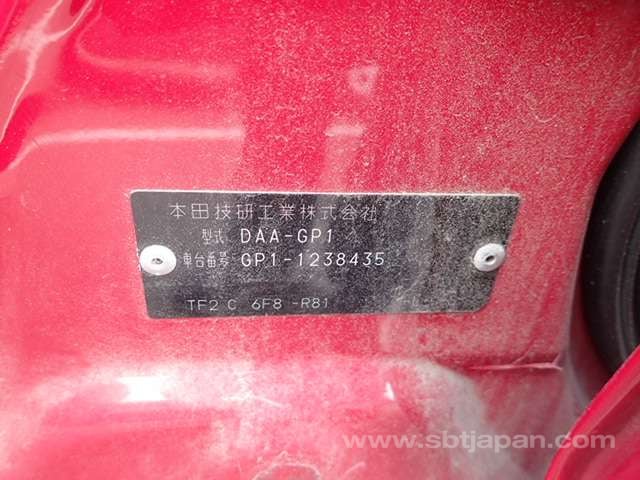 本田技研工業株式会社
型式 DAA-GP1
車台番号 GP1-1238435
TF2 C 6F8 -R81
www.sbtjapan.com